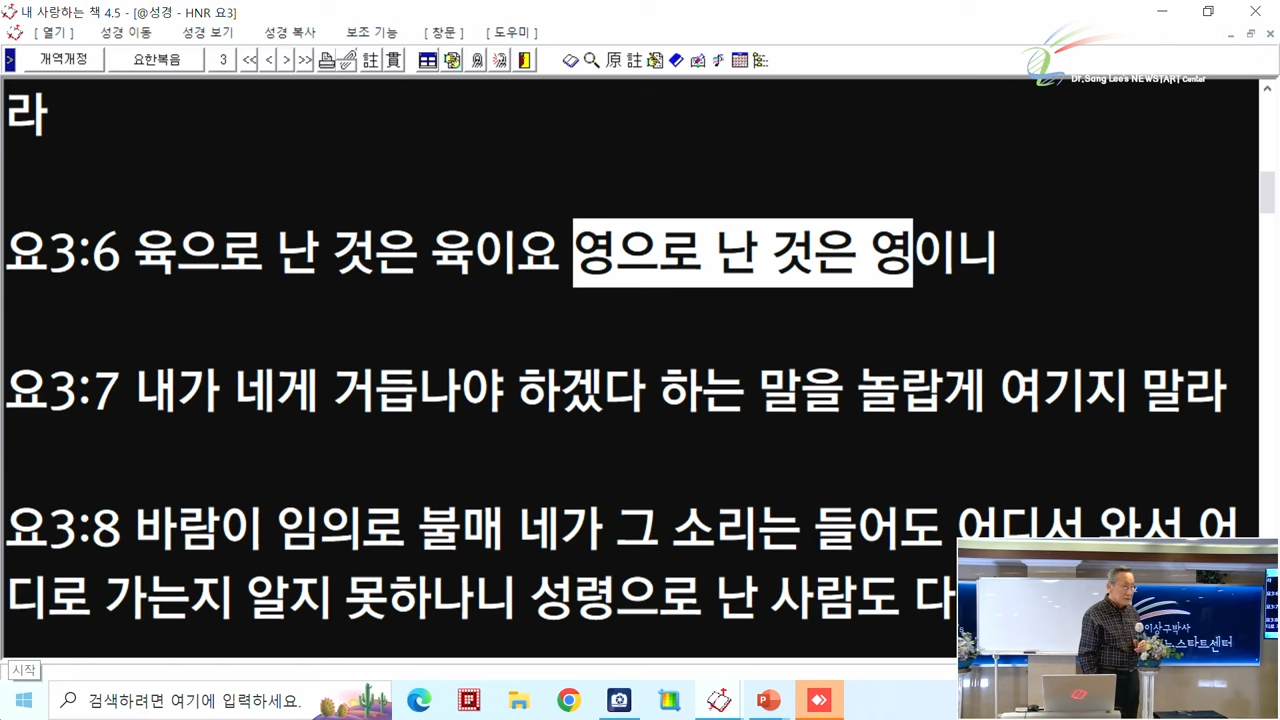 내 사랑하는 책 4.5 - [@성경 - HNR 요3]
[ 열기 ] 성경 이동 성경 보기 성경 복사 보조 기능 [ 창문 ] [ 도우미 ]
> 개역개정 요한복음 3 << < > >> 註 貫 原 註
Dr.Sang Lee's NEWSTART Center
라
요3:6 육으로 난 것은 육이요 영으로 난 것은 영이니
요3:7 내가 네게 거듭나야 하겠다 하는 말을 놀랍게 여기지 말라
요3:8 바람이 임의로 불매 네가 그 소리는 들어도 어디서 와서 어
디로 가는지 알지 못하나니 성령으로 난 사람도 다
이상구박사
뉴스타트센터
시작
검색하려면 여기에 입력하세요.